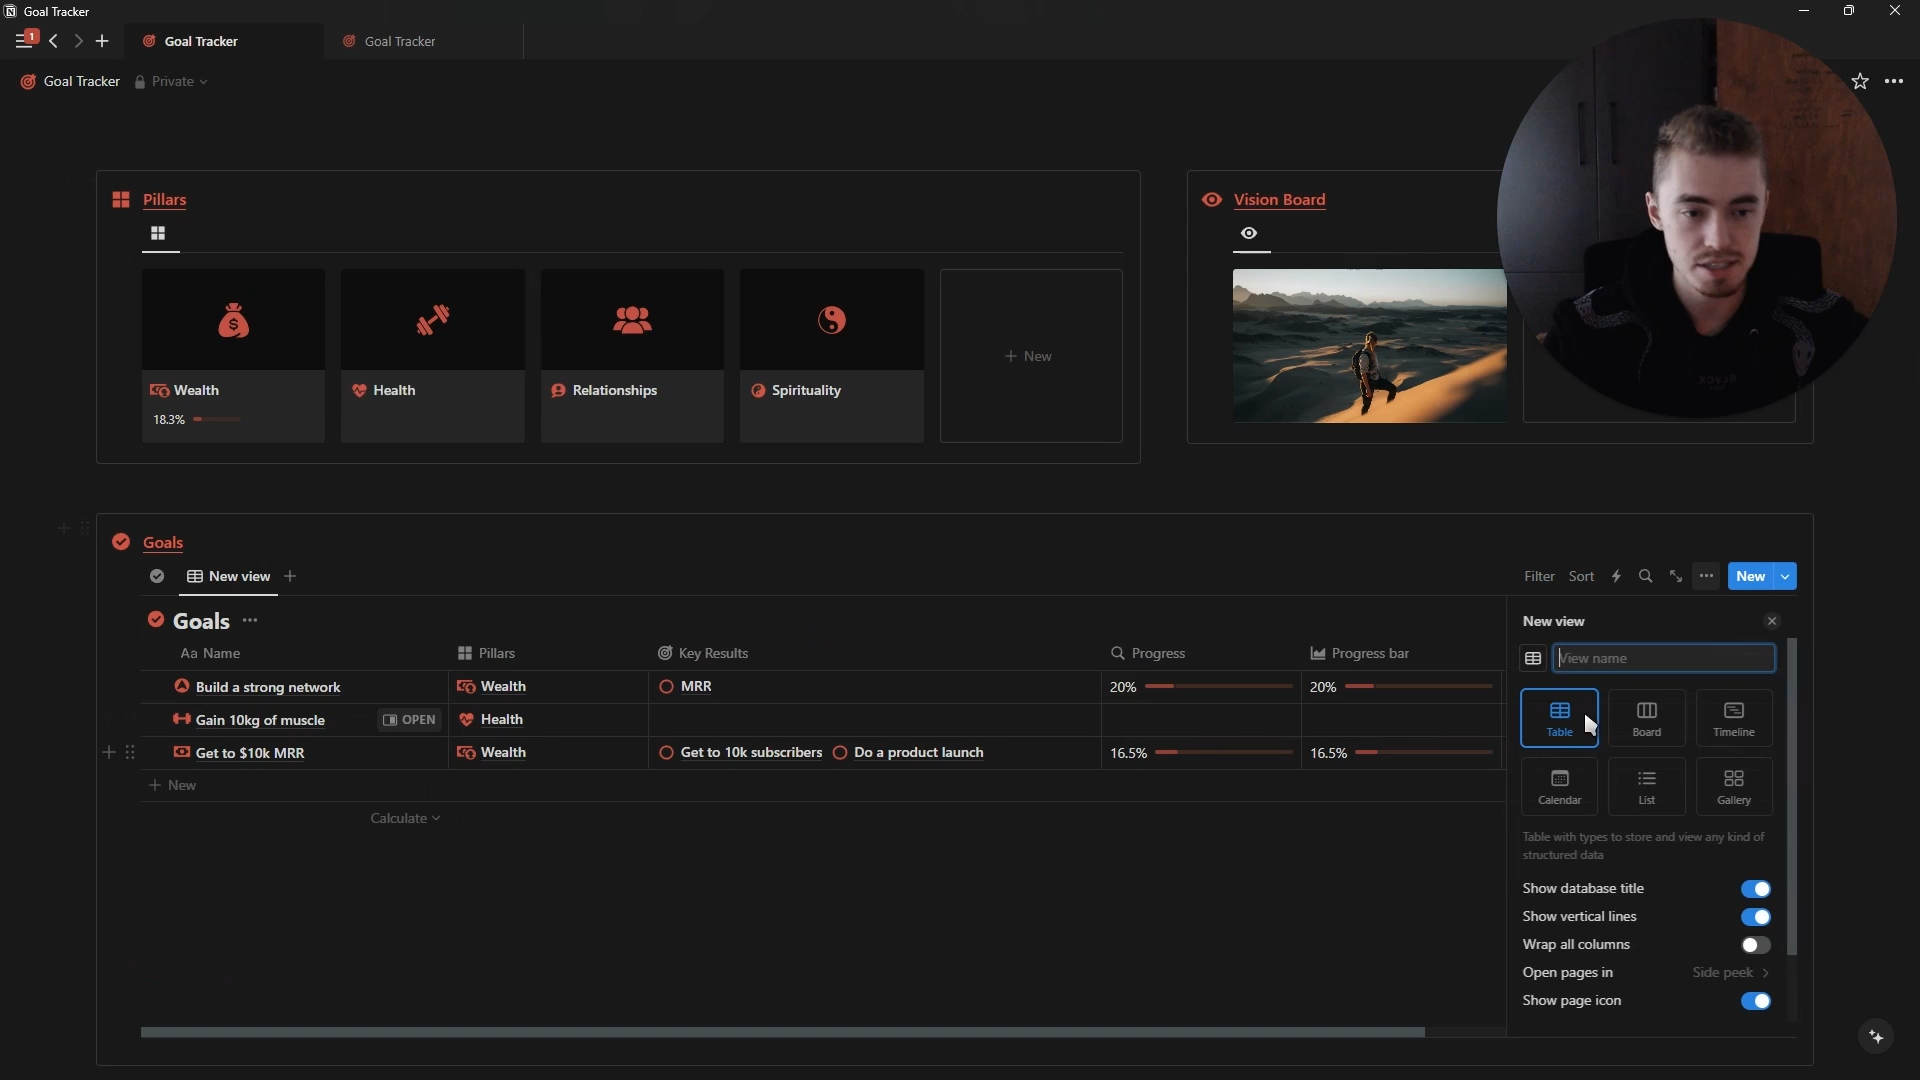 Goal Tracker
1
Goal Tracker
Goal Tracker
Goal Tracker Private
Pillars
Wealth
18.3%
Health
Relationships
Spirituality
+ New
Vision Board
Goals
New view +
Filter Sort New
Goals
Aa Name Pillars Key Results Progress Progress bar
Build a strong network Wealth MRR 20% 20%
Gain 10kg of muscle OPEN Health
Get to $10k MRR Wealth Get to 10k subscribers Do a product launch 16.5% 16.5%
+ New
Calculate
New view
View name
Table Board Timeline
Calendar List Gallery
Table with types to store and view any kind of
structured data
Show database title
Show vertical lines
Wrap all columns
Open pages in Side peek
Show page icon